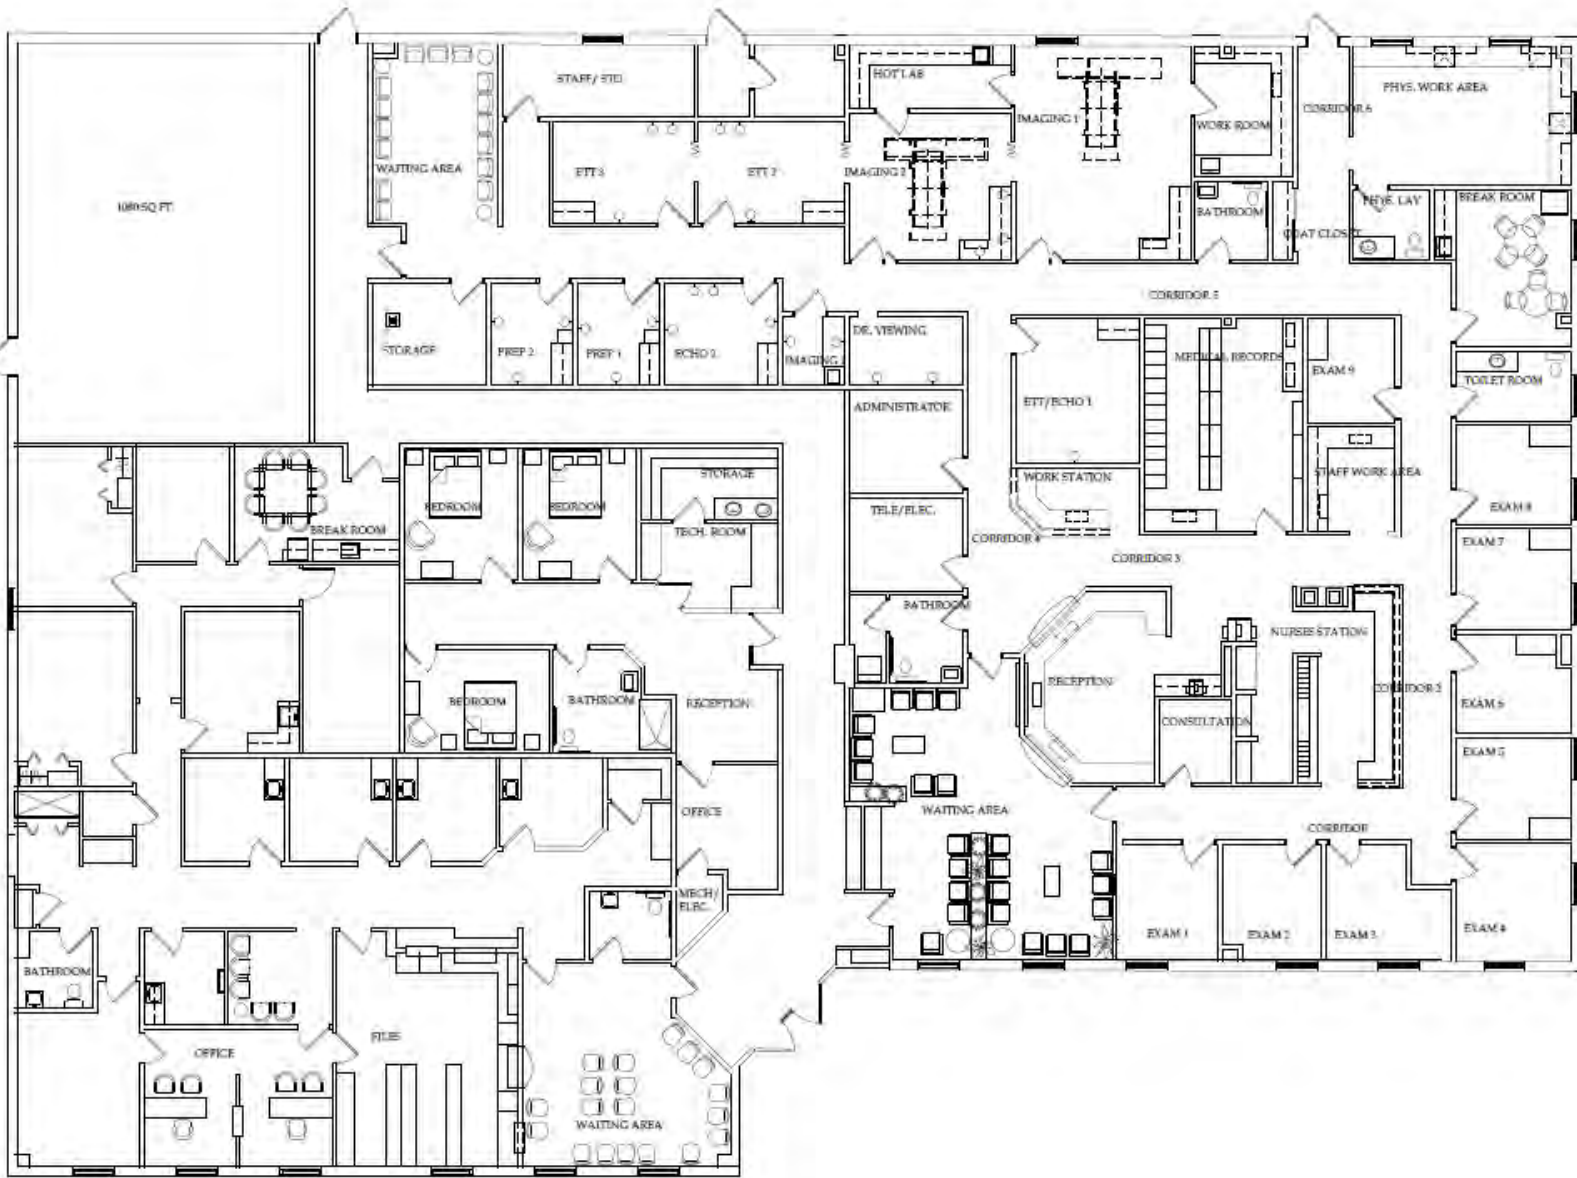 STAFF/ STO.
HOT LAB
PHYS. WORK AREA
CORRIDOR 6
IMAGING 1
WORK ROOM
WAITING AREA
ETT 3
ETT 2
IMAGING 2
1080 SQ FT.
BATHROOM
PHYS. LAV
BREAK ROOM
COAT CLOSET
CORRIDOR 5
STORAGE
PREP 2
PREP 1
ECHO 2
IMAGING
DR. VIEWING
MEDICAL RECORDS
EXAM 9
TOILET ROOM
ADMINISTRATOR
ETT/ECHO 1
STORAGE
WORK STATION
STAFF WORK AREA
BEDROOM
BEDROOM
TELE/ELEC.
EXAM 8
BREAK ROOM
TECH. ROOM
CORRIDOR 4
EXAM 7
CORRIDOR 3
BATHROOM
NURSES STATION
RECEPTION
CORRIDOR 2
BEDROOM
BATHROOM
RECEPTION
EXAM 6
CONSULTATION
EXAM 5
OFFICE
WAITING AREA
CORRIDOR
MECH/
ELEC.
EXAM 1
EXAM 2
EXAM 3
EXAM 4
BATHROOM
FILES
OFFICE
WAITING AREA